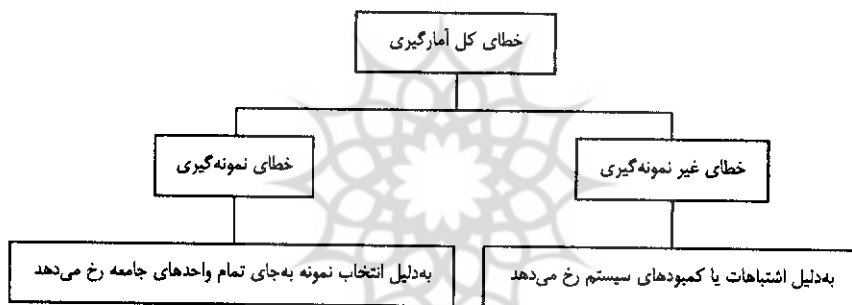 خطای کل آمارگیری
خطای غیر نمونه‌گیری
خطای نمونه‌گیری
به‌دلیل اشتباهات یا کمبودهای سیستم رخ می‌دهد
به‌دلیل انتخاب نمونه به‌جای تمام واحدهای جامعه رخ می‌دهد